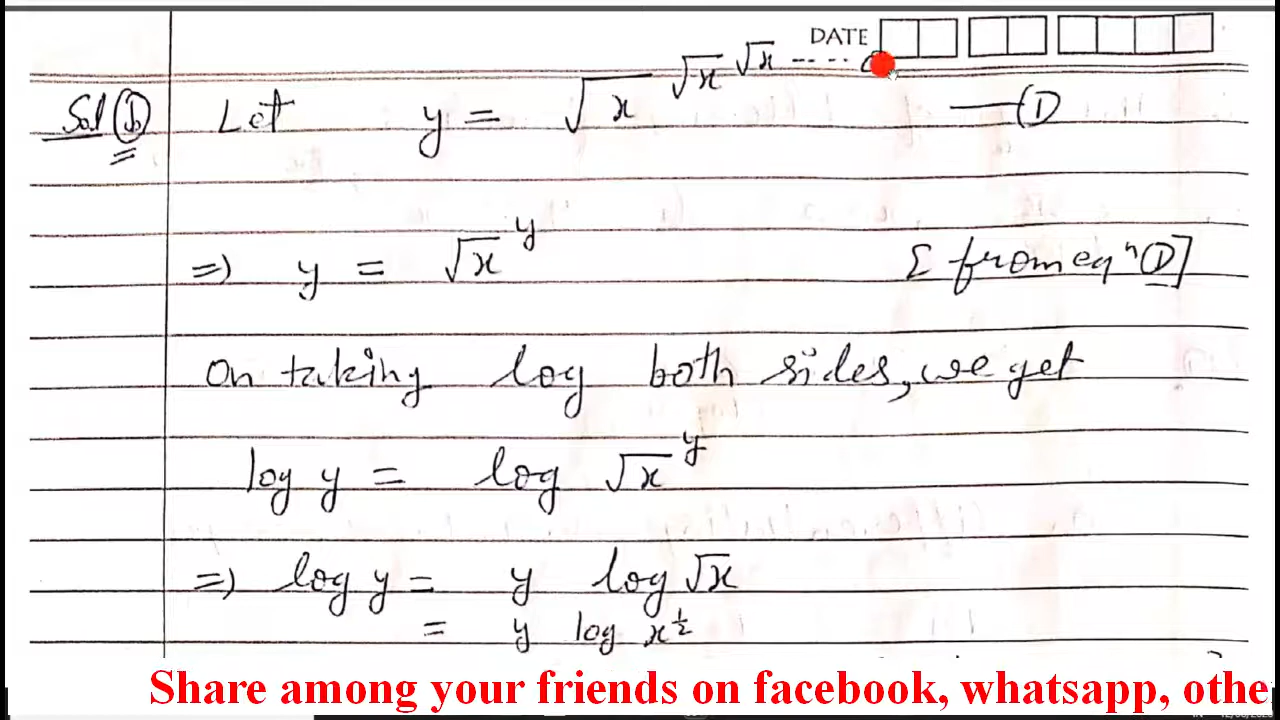 DATE
Sol ① Let y = √x^√x^√x ----∞ —①
⇒ y = √x^y [from eqⁿ ①]
On taking log both sides, we get
log y = log √x^y
⇒ log y = y log √x
= y log x^½
Share among your friends on facebook, whatsapp, othe